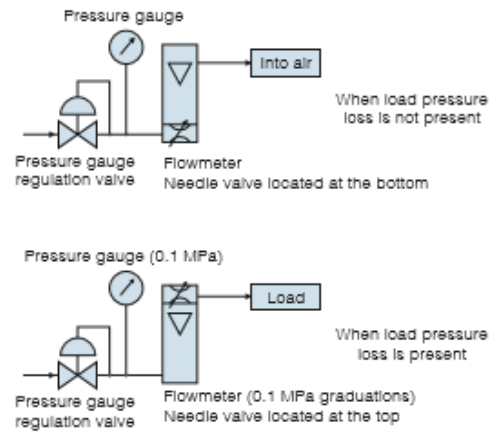 Pressure gauge
Into air
When load pressure
loss is not present
Pressure gauge
regulation valve
Flowmeter
Needle valve located at the bottom
Pressure gauge (0.1 MPa)
Load
When load pressure
loss is present
Pressure gauge
regulation valve
Flowmeter (0.1 MPa graduations)
Needle valve located at the top